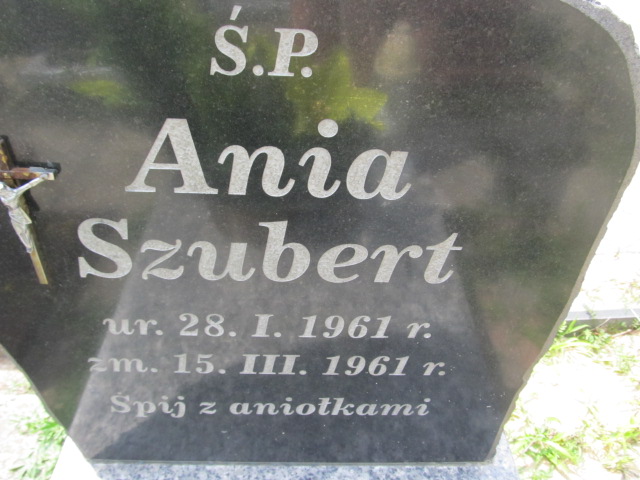 Ś.P.
Ania
Szubert
ur. 28. I. 1961 r.
zm. 15. III. 1961 r.
Śpij z aniołkami